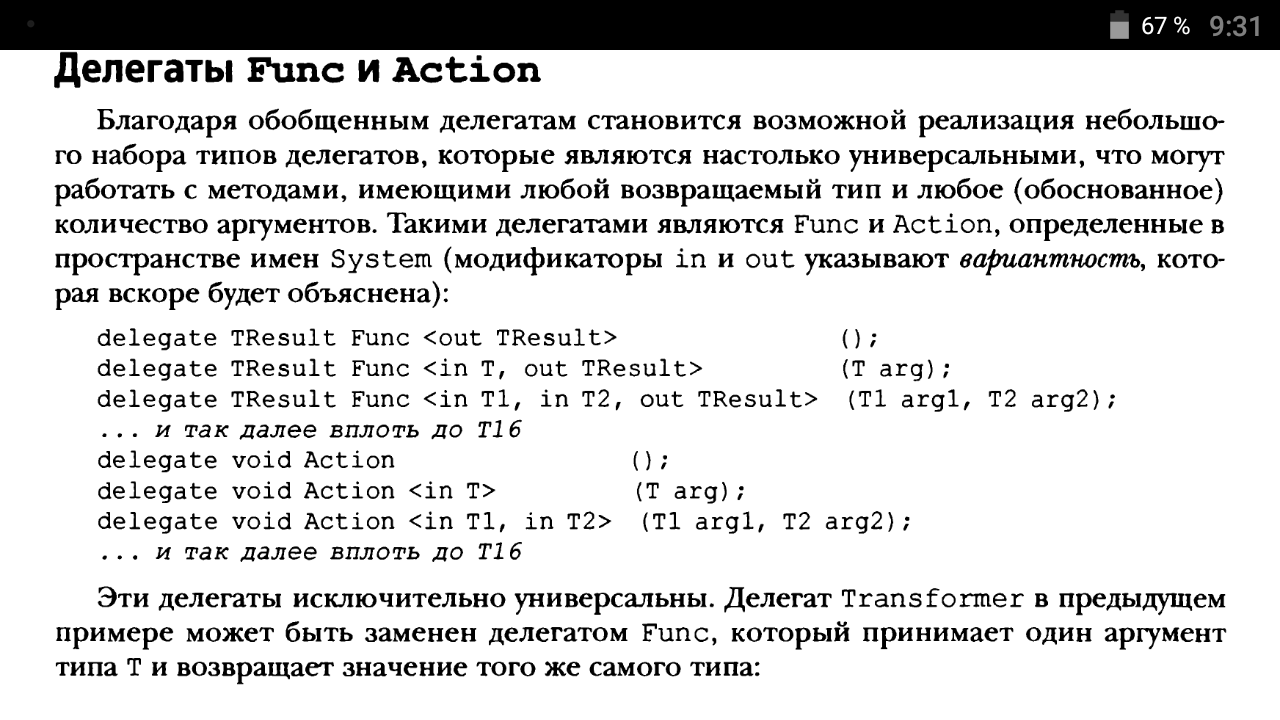 67 % 9:31
Делегаты Func и Action
Благодаря обобщенным делегатам становится возможной реализация небольшо-
го набора типов делегатов, которые являются настолько универсальными, что могут
работать с методами, имеющими любой возвращаемый тип и любое (обоснованное)
количество аргументов. Такими делегатами являются Func и Action, определенные в
пространстве имен System (модификаторы in и out указывают вариантность, кото-
рая вскоре будет объяснена):
delegate TResult Func <out TResult> ();
delegate TResult Func <in T, out TResult> (T arg);
delegate TResult Func <in T1, in T2, out TResult> (T1 arg1, T2 arg2);
... и так далее вплоть до T16
delegate void Action ();
delegate void Action <in T> (T arg);
delegate void Action <in T1, in T2> (T1 arg1, T2 arg2);
... и так далее вплоть до T16
Эти делегаты исключительно универсальны. Делегат Transformer в предыдущем
примере может быть заменен делегатом Func, который принимает один аргумент
типа T и возвращает значение того же самого типа: